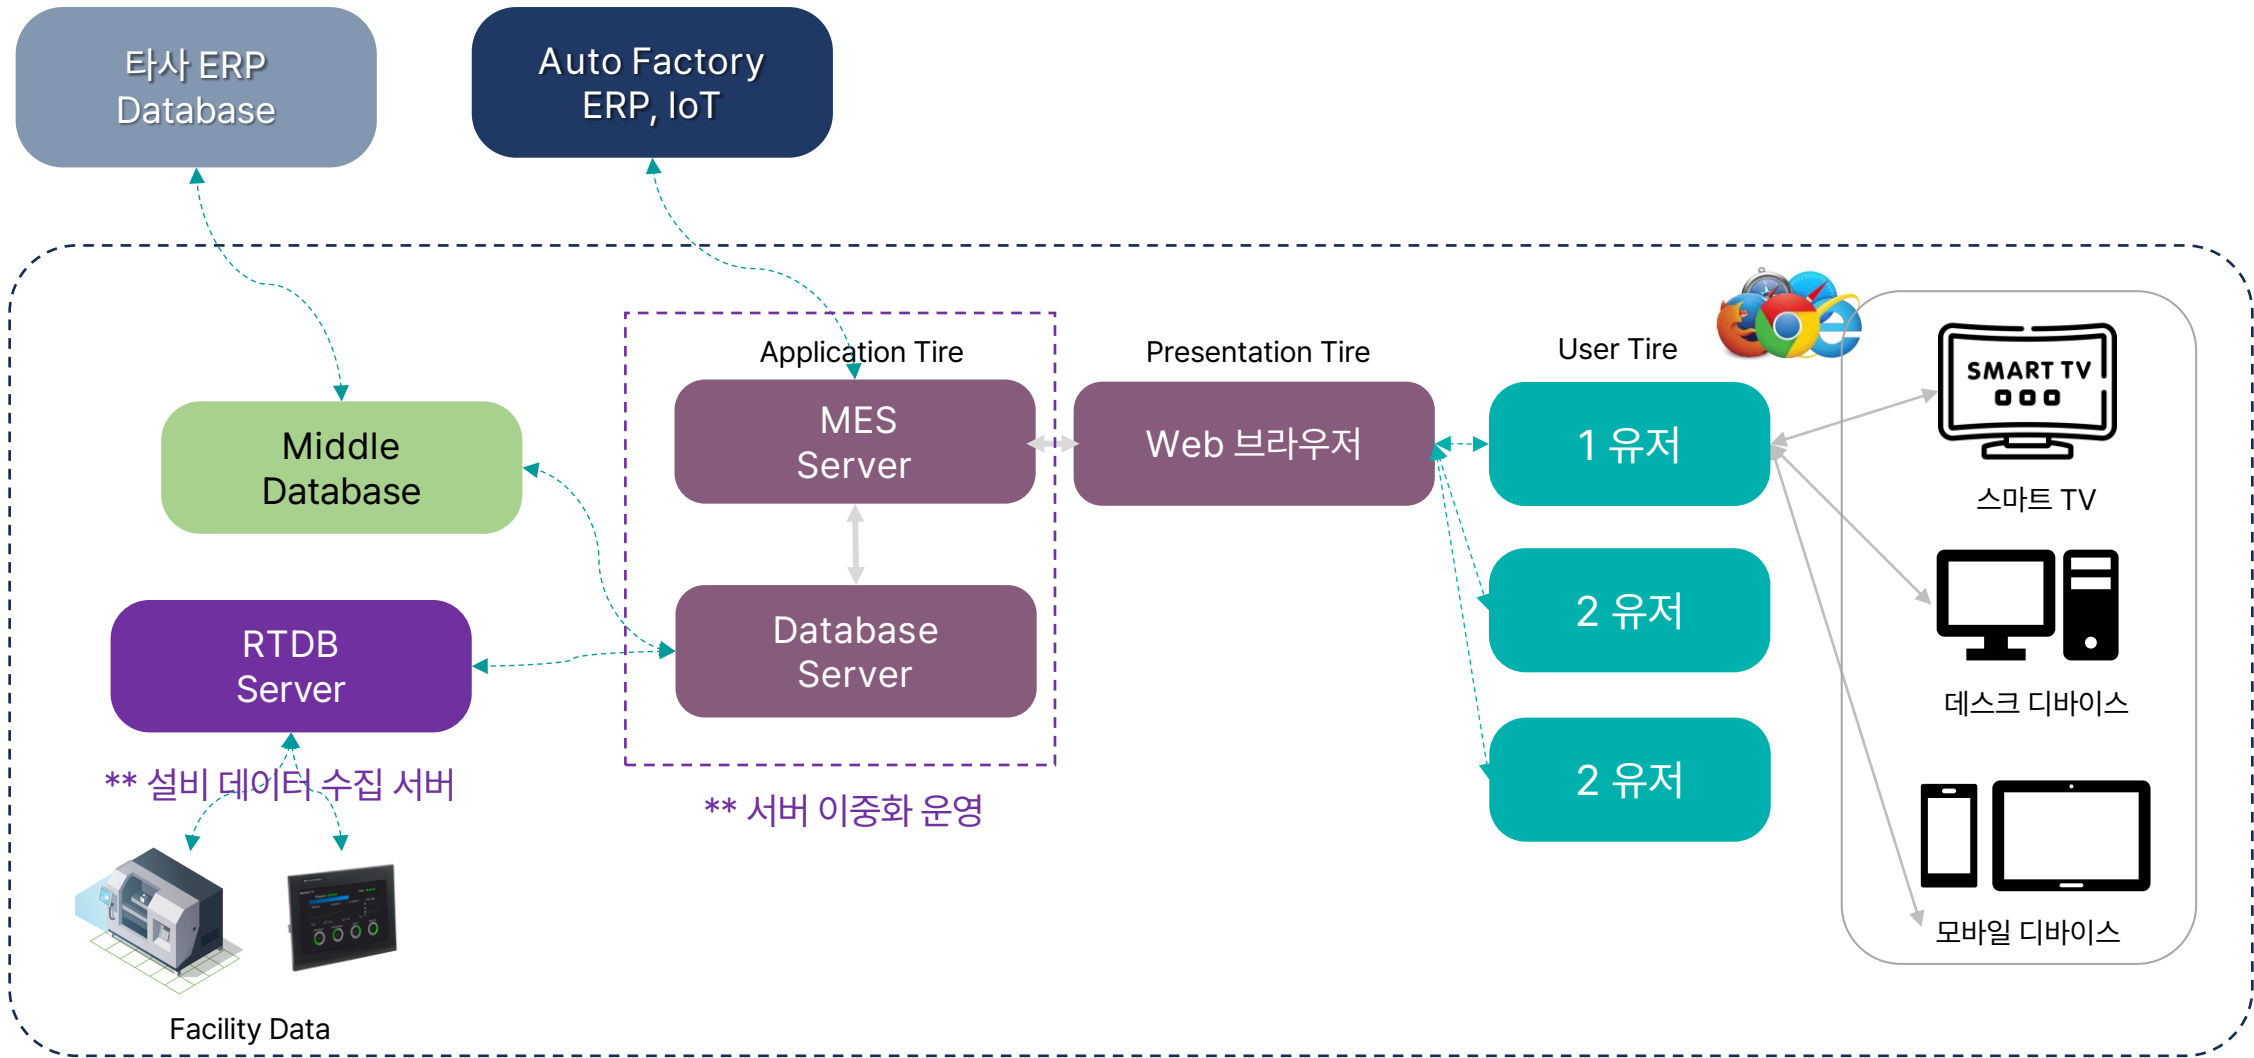 타사 ERP
Database
Auto Factory
ERP, IoT
Application Tire
Presentation Tire
User Tire
SMART TV
MES
Server
Web 브라우저
1 유저
Middle
Database
스마트 TV
2 유저
Database
Server
RTDB
Server
데스크 디바이스
2 유저
** 설비 데이터 수집 서버
** 서버 이중화 운영
모바일 디바이스
Facility Data